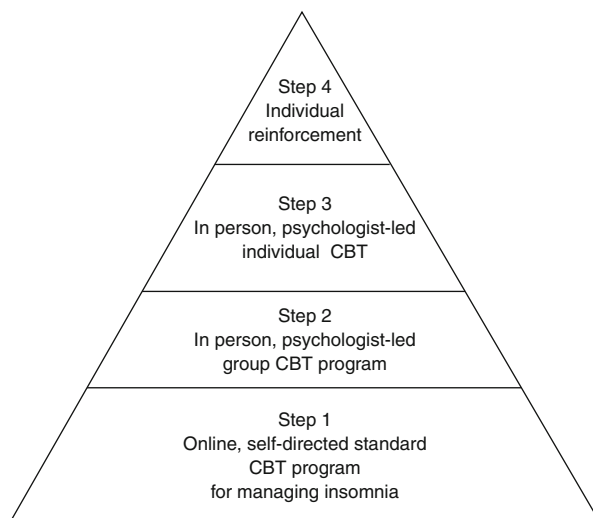 Step 4
Individual
reinforcement
Step 3
In person, psychologist-led
individual CBT
Step 2
In person, psychologist-led
group CBT program
Step 1
Online, self-directed standard
CBT program
for managing insomnia